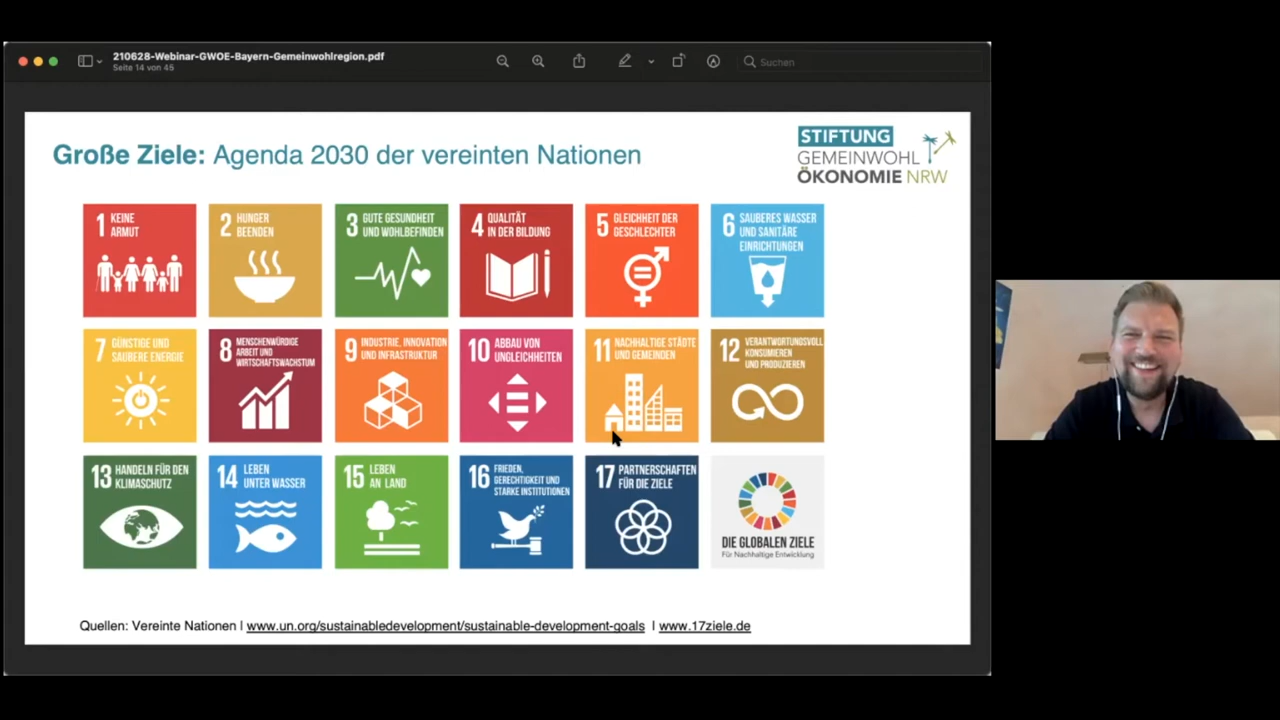 210628-Webinar-GWOE-Bayern-Gemeinwohlregion.pdf
Seite 14 von 45
Suchen
Große Ziele: Agenda 2030 der vereinten Nationen
STIFTUNG
GEMEINWOHL
ÖKONOMIE NRW
1 KEINE
ARMUT
2 HUNGER
BEENDEN
3 GUTE GESUNDHEIT
UND WOHLBEFINDEN
4 QUALITÄT
IN DER BILDUNG
5 GLEICHHEIT DER
GESCHLECHTER
6 SAUBERES WASSER
UND SANITÄRE
EINRICHTUNGEN
7 GÜNSTIGE UND
SAUBERE ENERGIE
8 MENSCHENWÜRDIGE
ARBEIT UND
WIRTSCHAFTSWACHSTUM
9 INDUSTRIE, INNOVATION
UND INFRASTRUKTUR
10 ABBAU VON
UNGLEICHHEITEN
11 NACHHALTIGE STÄDTE
UND GEMEINDEN
12 VERANTWORTUNGSVOLL
KONSUMIEREN
UND PRODUZIEREN
13 HANDELN FÜR DEN
KLIMASCHUTZ
14 LEBEN
UNTER WASSER
15 LEBEN
AN LAND
16 FRIEDEN,
GERECHTIGKEIT UND
STARKE INSTITUTIONEN
17 PARTNERSCHAFTEN
FÜR DIE ZIELE
DIE GLOBALEN ZIELE
Für Nachhaltige Entwicklung
Quellen: Vereinte Nationen I www.un.org/sustainabledevelopment/sustainable-development-goals I www.17ziele.de